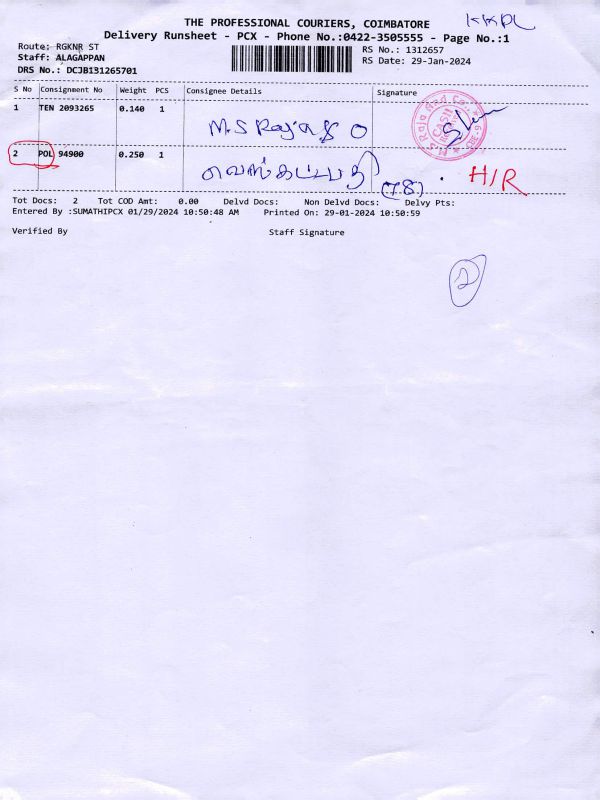 KKDL
THE PROFESSIONAL COURIERS, COIMBATORE
Delivery Runsheet - PCX - Phone No.:0422-3505555 - Page No.:1
Route: RGKNR ST
RS No.: 1312657
Staff: ALAGAPPAN
RS Date: 29-Jan-2024
DRS No.: DCJB131265701
S No Consignment No Weight PCS Consignee Details Signature
1 TEN 2093265 0.140 1
M.S Raja & O
2 POL 94900 0.250 1
(78)
H/R
Tot Docs: 2 Tot COD Amt: 0.00 Delvd Docs: Non Delvd Docs: Delvy Pts:
Entered By :SUMATHIPCX 01/29/2024 10:50:48 AM Printed On: 29-01-2024 10:50:59
Verified By Staff Signature
2